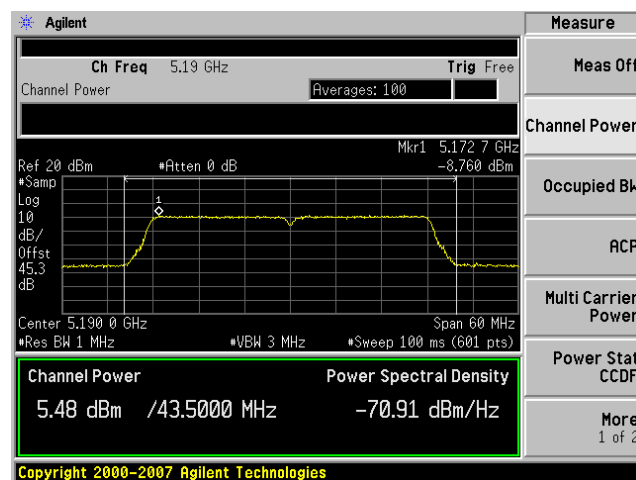 Agilent
Measure
Ch Freq 5.19 GHz Trig Free
Meas Off
Channel Power Averages: 100
Channel Power
Mkr1 5.172 7 GHz
Ref 20 dBm #Atten 0 dB -8.760 dBm
#Samp
Log
10
dB/
Offst
45.3
dB
1
Occupied BW
ACP
Multi Carrier
Power
Center 5.190 0 GHz Span 60 MHz
#Res BW 1 MHz #VBW 3 MHz #Sweep 100 ms (601 pts)
Power Stat
CCDF
Channel Power Power Spectral Density
5.48 dBm /43.5000 MHz -70.91 dBm/Hz
More
1 of 2
Copyright 2000-2007 Agilent Technologies